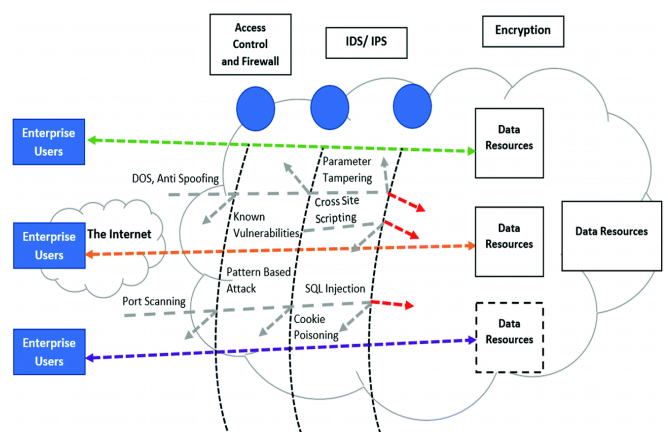 Access
Control
and Firewall
IDS/ IPS
Encryption
Enterprise
Users
Data
Resources
Parameter
Tampering
DOS, Anti Spoofing
Cross Site
Scripting
Known
Vulnerabilities
The Internet
Enterprise
Users
Data
Resources
Data Resources
Pattern Based
Attack
SQL Injection
Port Scanning
Cookie
Poisoning
Enterprise
Users
Data
Resources